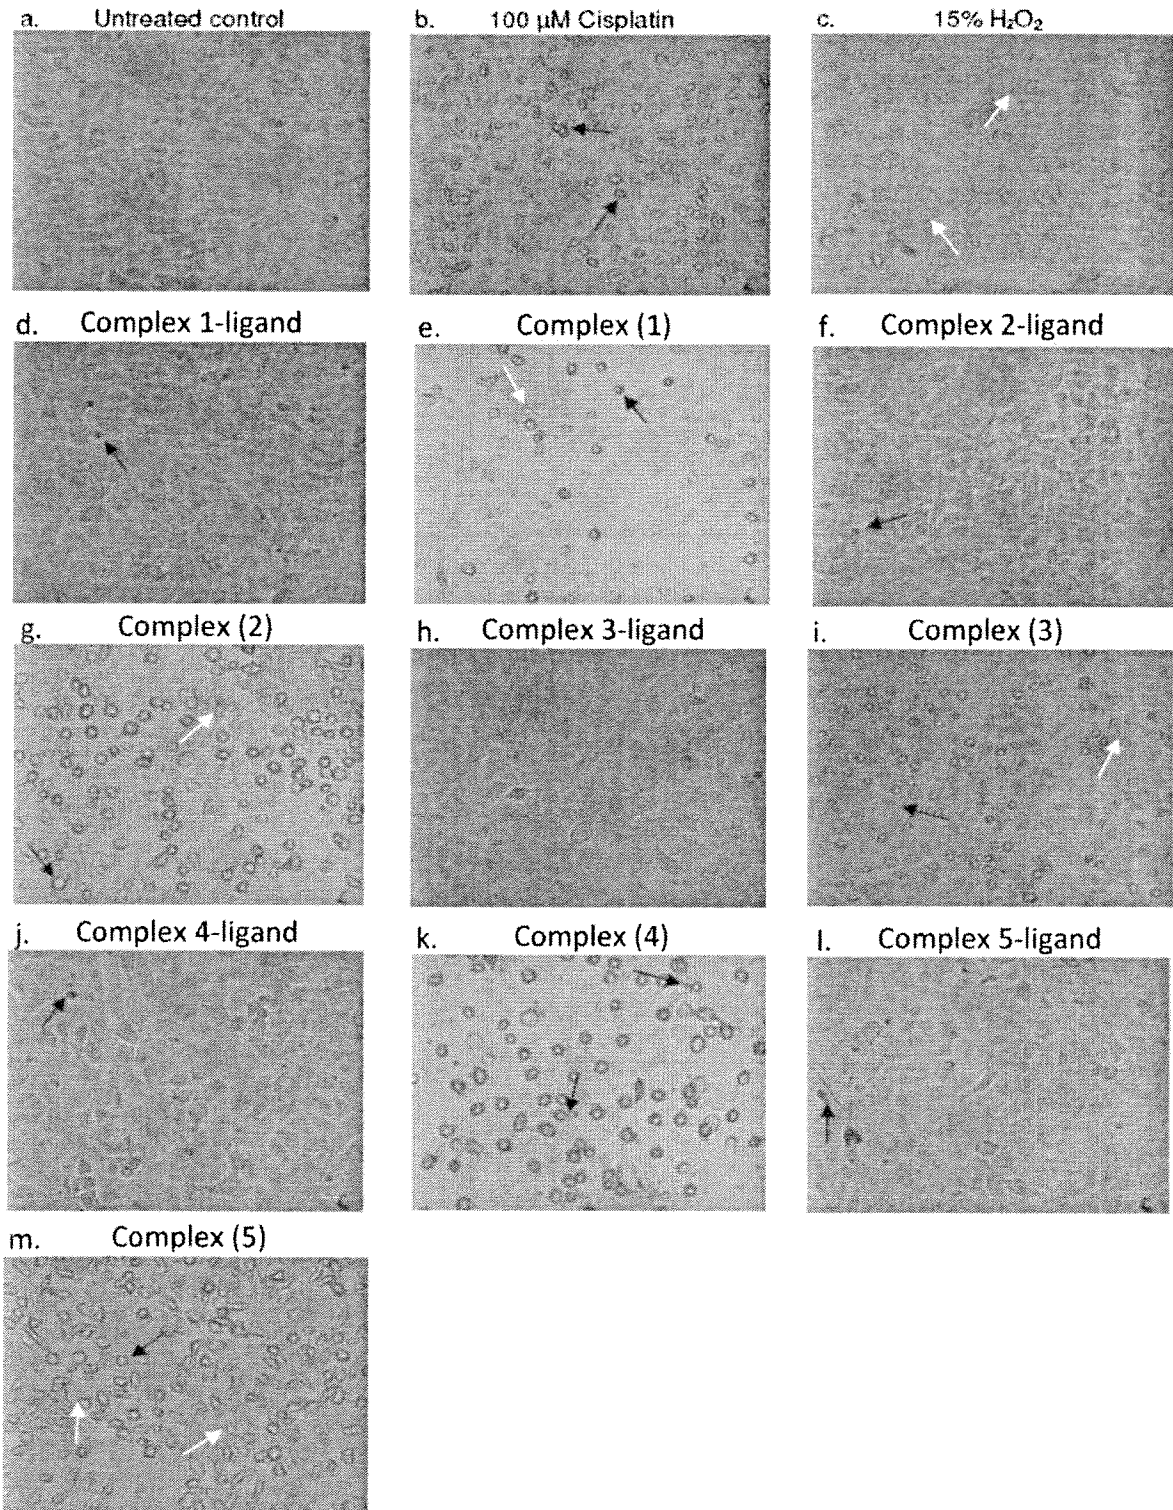 a. Untreated control
b. 100 µM Cisplatin
c. 15% H₂O₂
d. Complex 1-ligand
e. Complex (1)
f. Complex 2-ligand
g. Complex (2)
h. Complex 3-ligand
i. Complex (3)
j. Complex 4-ligand
k. Complex (4)
l. Complex 5-ligand
m. Complex (5)